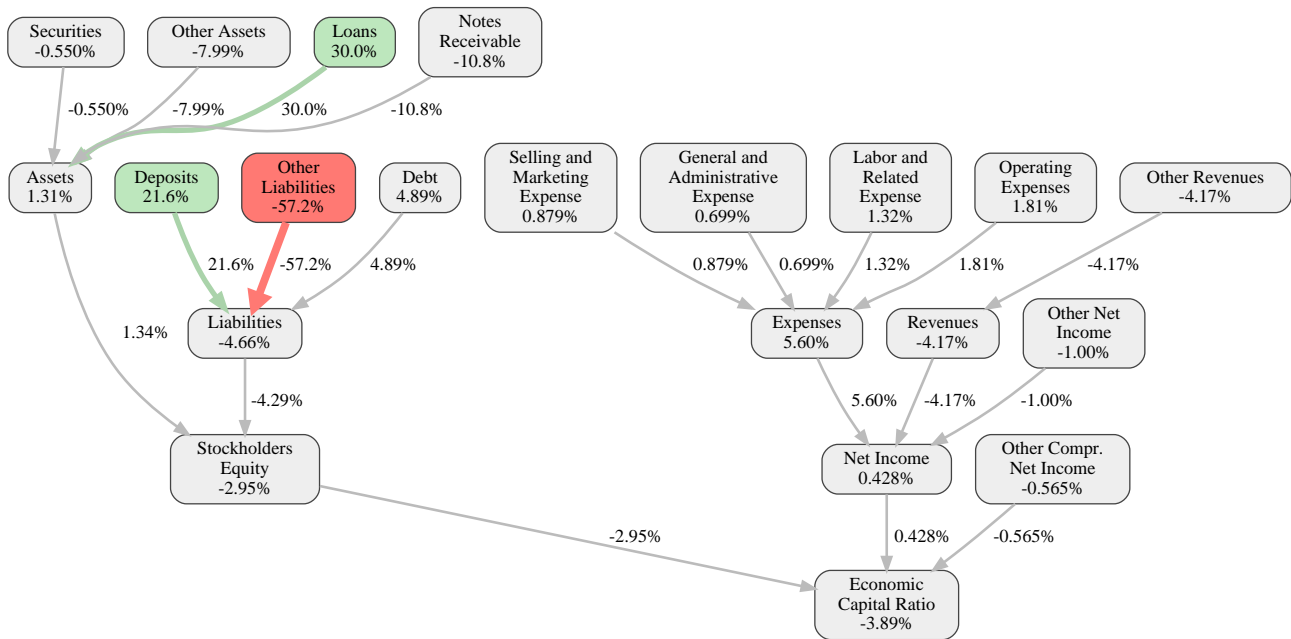 Securities
-0.550%
Other Assets
-7.99%
Loans
30.0%
Notes
Receivable
-10.8%
-0.550%
-7.99%
30.0%
-10.8%
Assets
1.31%
Deposits
21.6%
Other
Liabilities
-57.2%
Debt
4.89%
Selling and
Marketing
Expense
0.879%
General and
Administrative
Expense
0.699%
Labor and
Related Expense
1.32%
Operating
Expenses
1.81%
Other Revenues
-4.17%
21.6%
-57.2%
4.89%
0.879%
0.699%
1.32%
1.81%
-4.17%
1.34%
Liabilities
-4.66%
Expenses
5.60%
Revenues
-4.17%
Other Net
Income
-1.00%
-4.29%
5.60%
-4.17%
-1.00%
Stockholders
Equity
-2.95%
Net Income
0.428%
Other Compr.
Net Income
-0.565%
-2.95%
0.428%
-0.565%
Economic
Capital Ratio
-3.89%